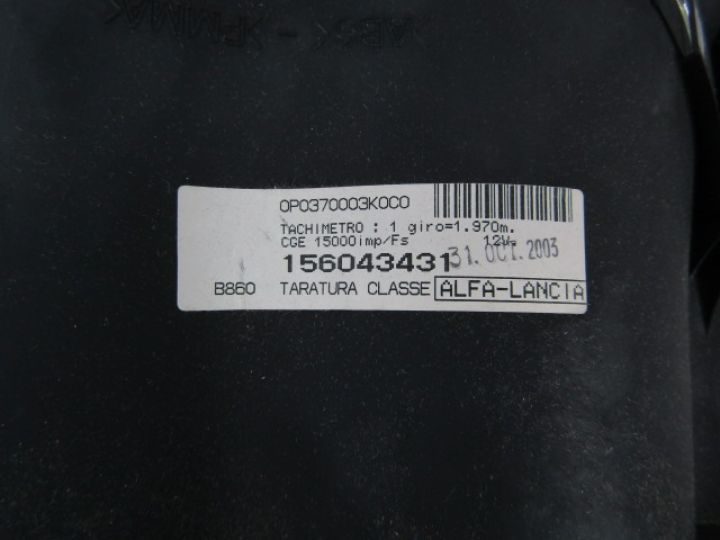 0P0370003K0C0
TACHIMETRO : 1 giro=1.970m.
CGE 15000imp/Fs 12V-
156043431
31. OCT. 2003
B860 TARATURA CLASSE ALFA-LANCIA